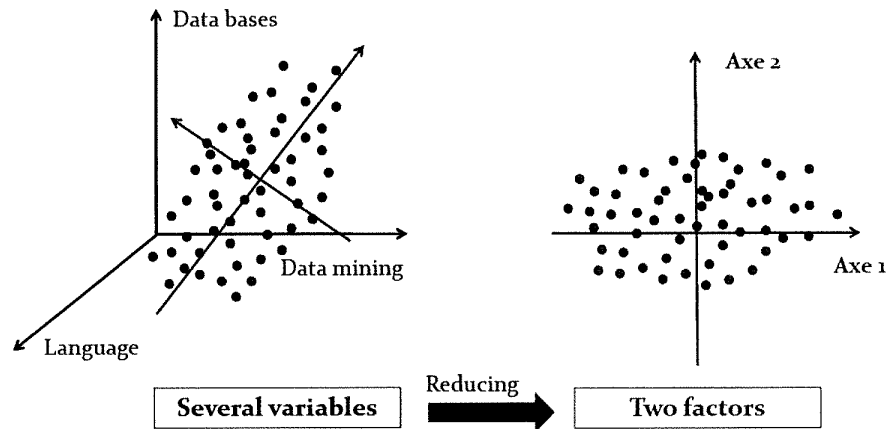 Data bases
Data mining
Language
Axe 2
Axe 1
Several variables
Reducing
Two factors